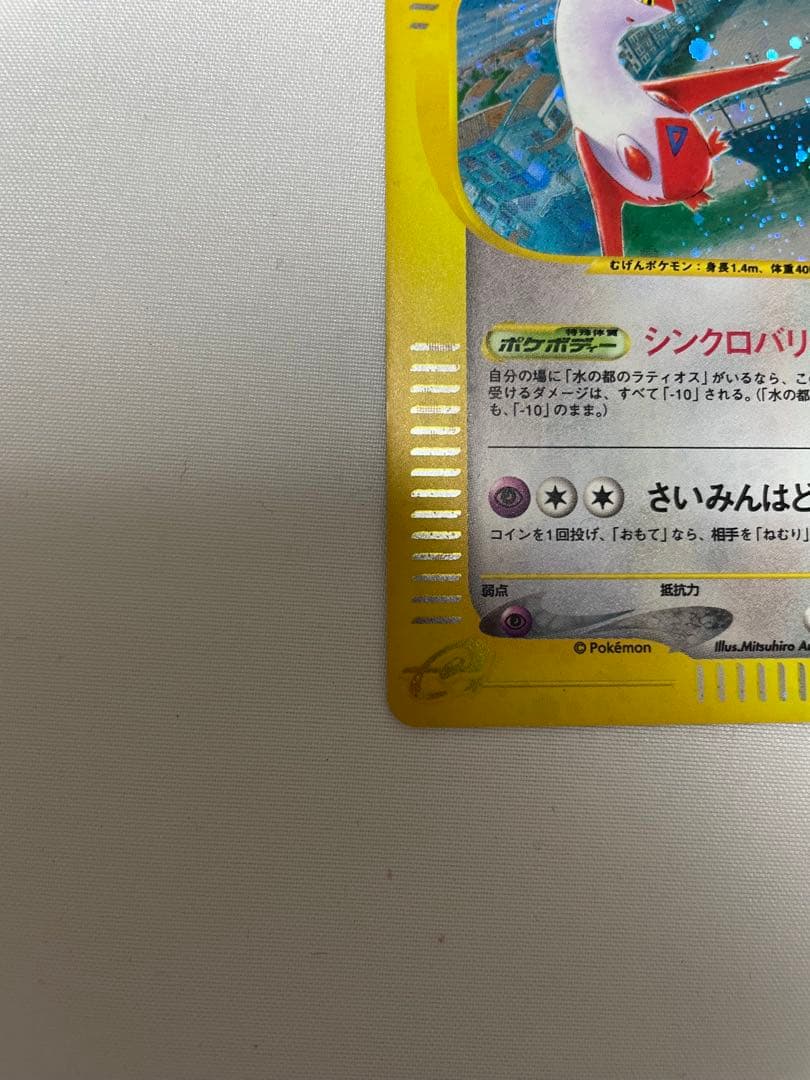 むげんポケモン：身長1.4m、体重40
特殊体質
ポケボディー シンクロバリ
自分の場に「水の都のラティオス」がいるなら、こ
受けるダメージは、すべて「-10」される。（「水の都
も、「-10」のまま。）
さいみんはど
コインを1回投げ、「おもて」なら、相手を「ねむり」
弱点 抵抗力
© Pokémon Illus.Mitsuhiro A